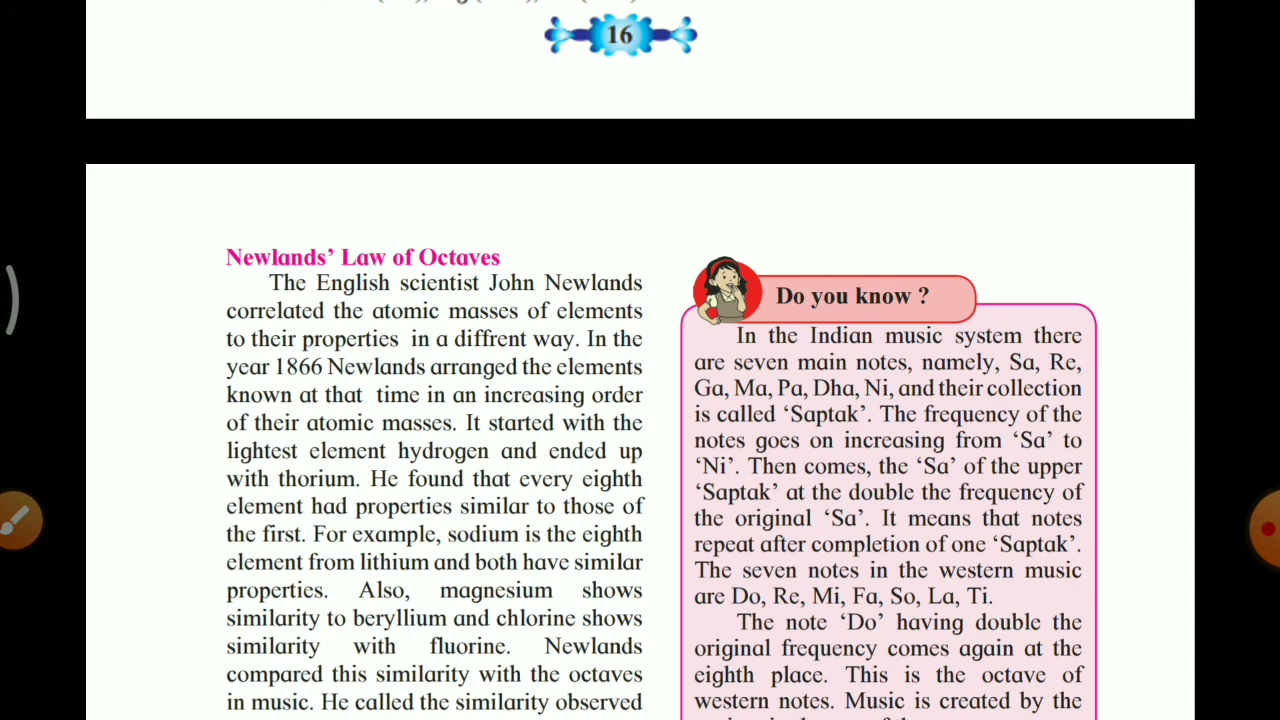 16
Newlands’ Law of Octaves
The English scientist John Newlands
correlated the atomic masses of elements
to their properties in a diffrent way. In the
year 1866 Newlands arranged the elements
known at that time in an increasing order
of their atomic masses. It started with the
lightest element hydrogen and ended up
with thorium. He found that every eighth
element had properties similar to those of
the first. For example, sodium is the eighth
element from lithium and both have similar
properties. Also, magnesium shows
similarity to beryllium and chlorine shows
similarity with fluorine. Newlands
compared this similarity with the octaves
in music. He called the similarity observed
Do you know ?
In the Indian music system there
are seven main notes, namely, Sa, Re,
Ga, Ma, Pa, Dha, Ni, and their collection
is called ‘Saptak’. The frequency of the
notes goes on increasing from ‘Sa’ to
‘Ni’. Then comes, the ‘Sa’ of the upper
‘Saptak’ at the double the frequency of
the original ‘Sa’. It means that notes
repeat after completion of one ‘Saptak’.
The seven notes in the western music
are Do, Re, Mi, Fa, So, La, Ti.
The note ‘Do’ having double the
original frequency comes again at the
eighth place. This is the octave of
western notes. Music is created by the